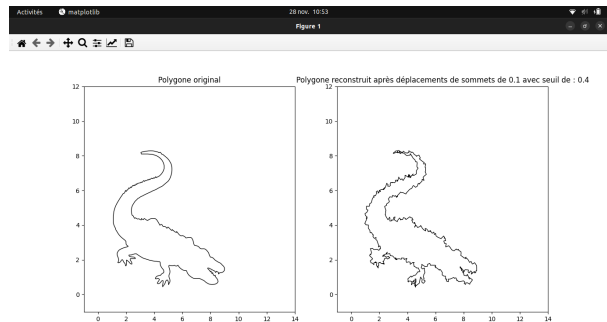 Activités matplotlib 28 nov. 10:53
Figure 1
Polygone original
Polygone reconstruit après déplacements de sommets de 0.1 avec seuil de : 0.4
12
10
8
6
4
2
0
0 2 4 6 8 10 12 14
12
10
8
6
4
2
0
0 2 4 6 8 10 12 14